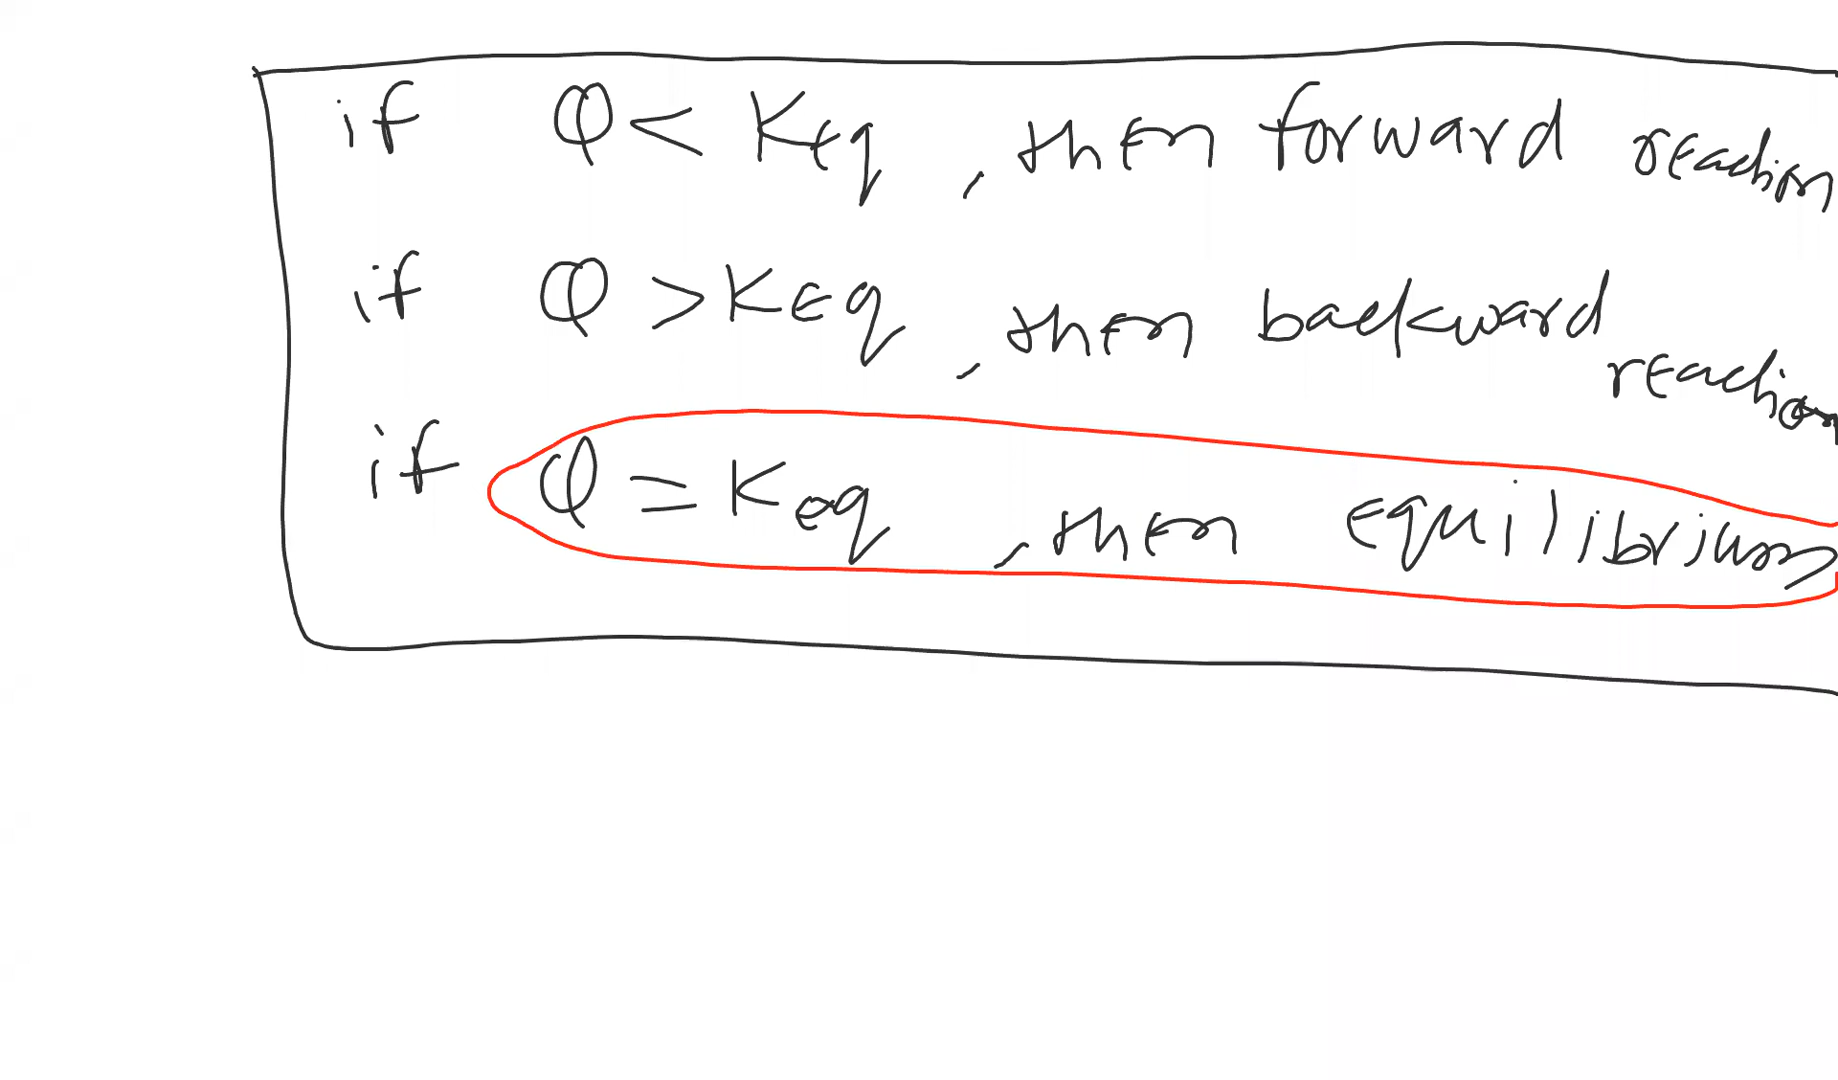 if Q < Keq , then forward reaction
if Q > Keq , then backward reaction
if Q = Keq , then equilibrium